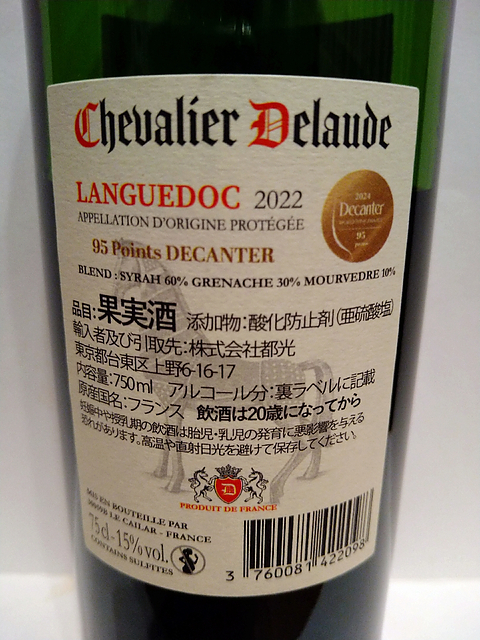 Chevalier Delaude
LANGUEDOC 2022
APPELLATION D'ORIGINE PROTÉGÉE
2024
Decanter
95
95 Points DECANTER
BLEND : SYRAH 60% GRENACHE 30% MOURVEDRE 10%
品目:果実酒 添加物:酸化防止剤(亜硫酸塩)
輸入者及び引取先:株式会社都光
東京都台東区上野6-16-17
内容量:750ml アルコール分:裏ラベルに記載
原産国名:フランス 飲酒は20歳になってから
妊娠中や授乳期の飲酒は胎児・乳児の発育に悪影響を与える
恐れがあります。高温や直射日光を避けて保存してください。
D
PRODUIT DE FRANCE
MIS EN BOUTEILLE PAR
LE CAILAR - FRANCE
75 cl - 15% vol.
CONTAINS SULFITES
3 760081 422098